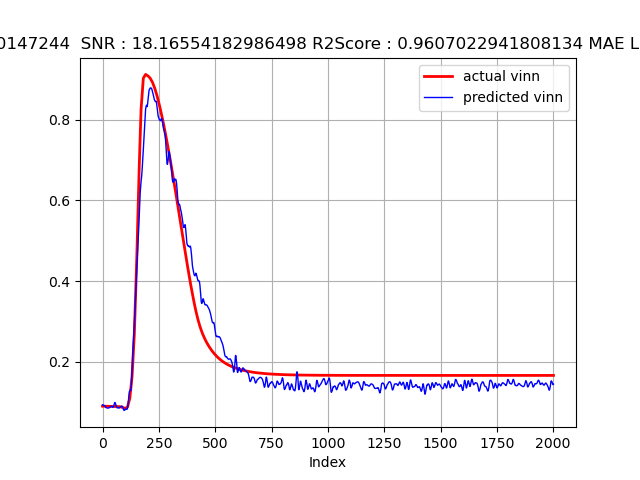 0147244  SNR : 18.16554182986498 R2Score : 0.9607022941808134 MAE L
actual vinn
predicted vinn
0.8
0.6
0.4
0.2
0 250 500 750 1000 1250 1500 1750 2000
Index